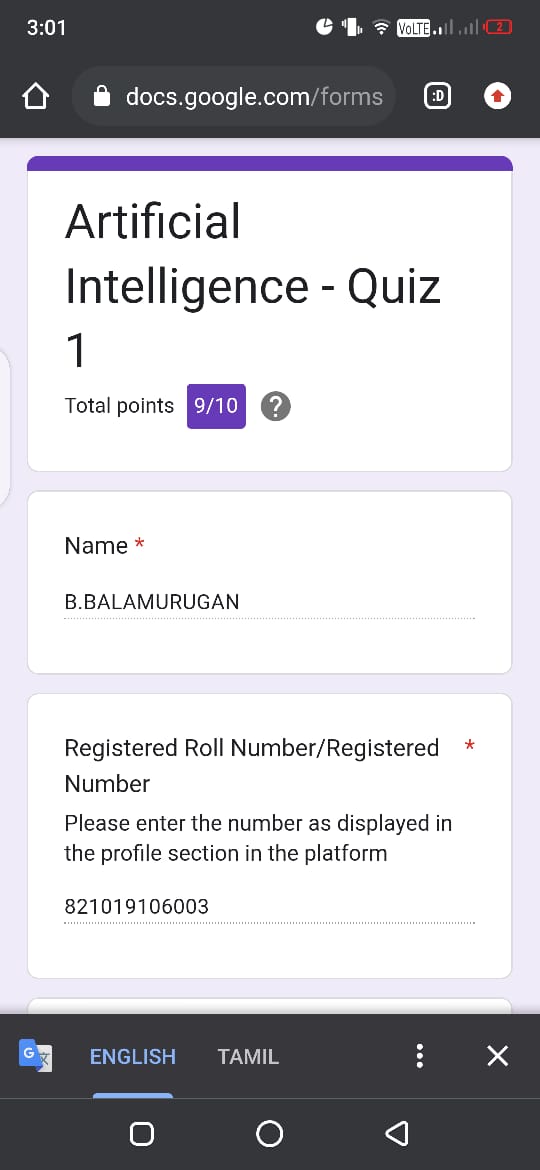 3:01
VoLTE
2
docs.google.com/forms
:D
Artificial
Intelligence - Quiz
1
Total points 9/10 ?
Name *
B.BALAMURUGAN
Registered Roll Number/Registered *
Number
Please enter the number as displayed in
the profile section in the platform
821019106003
G 文 ENGLISH TAMIL